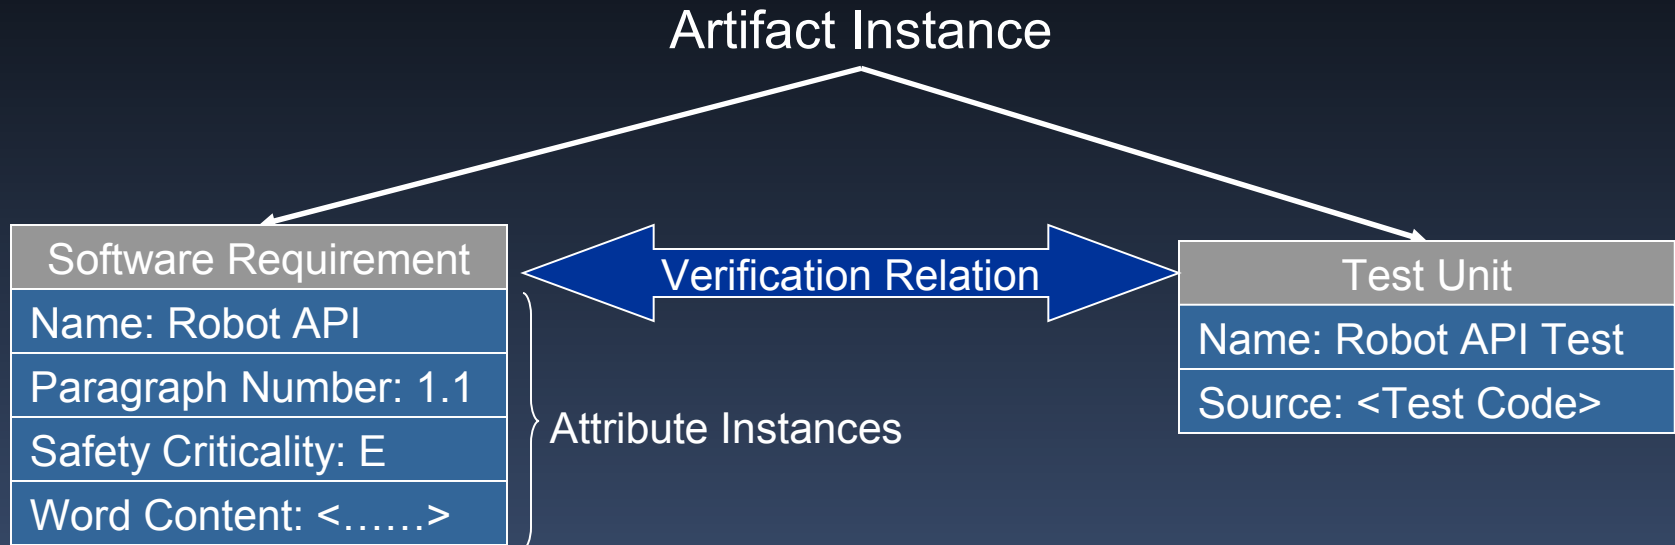 Artifact Instance
Software Requirement
Name: Robot API
Paragraph Number: 1.1
Safety Criticality: E
Word Content: <......>
Verification Relation
Attribute Instances
Test Unit
Name: Robot API Test
Source: <Test Code>